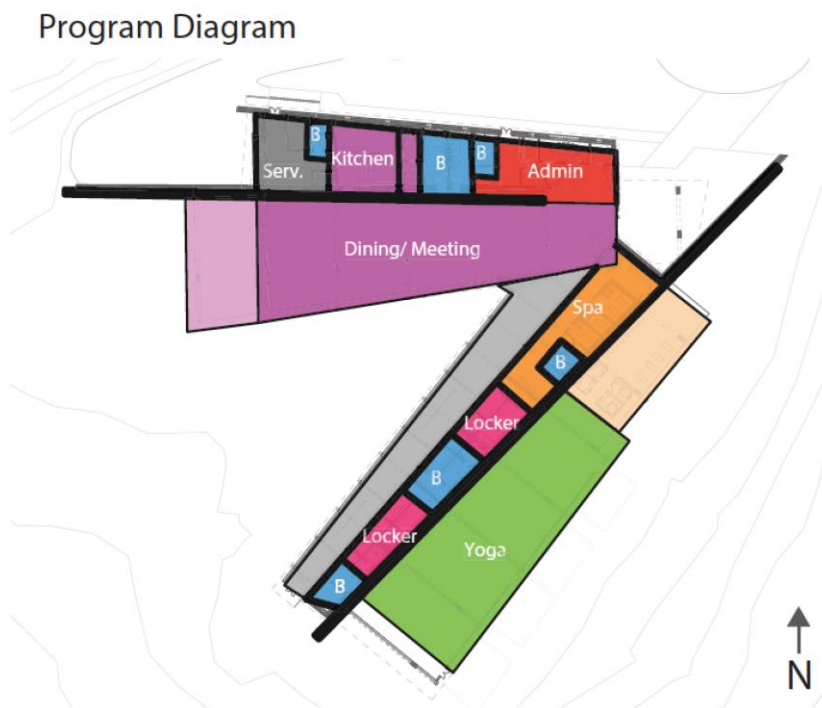 Program Diagram
B
Kitchen
B
B
Serv.
Admin
Dining/ Meeting
Spa
B
Locker
B
Locker
Yoga
B
N